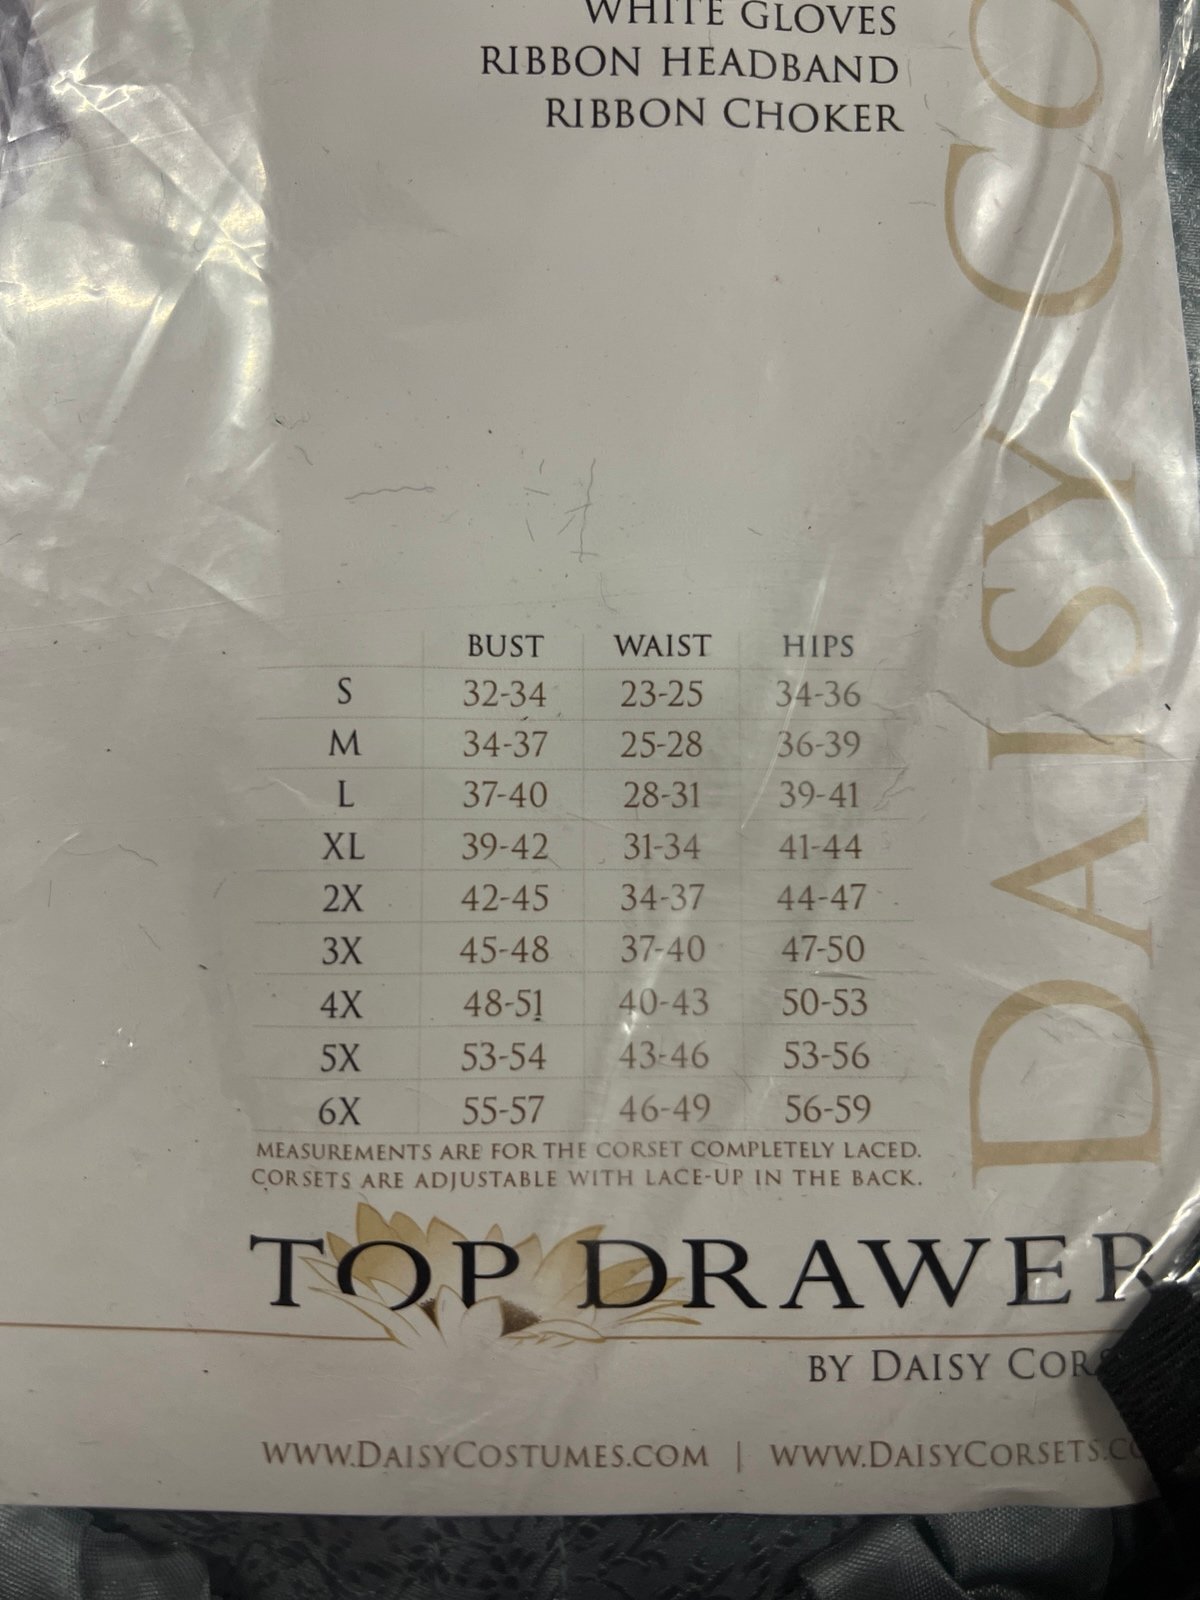 WHITE GLOVES
RIBBON HEADBAND
RIBBON CHOKER
DAISY CO
BUST WAIST HIPS
S 32-34 23-25 34-36
M 34-37 25-28 36-39
L 37-40 28-31 39-41
XL 39-42 31-34 41-44
2X 42-45 34-37 44-47
3X 45-48 37-40 47-50
4X 48-51 40-43 50-53
5X 53-54 43-46 53-56
6X 55-57 46-49 56-59
MEASUREMENTS ARE FOR THE CORSET COMPLETELY LACED.
CORSETS ARE ADJUSTABLE WITH LACE-UP IN THE BACK.
TOP DRAWER
BY DAISY CORS
WWW.DAISYCOSTUMES.COM | WWW.DAISYCORSETS.CO